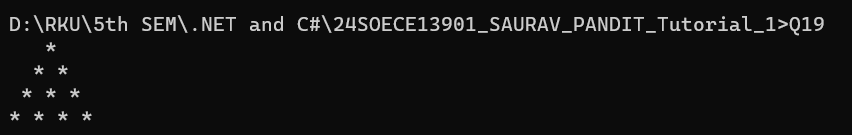 D:\RKU\5th SEM\.NET and C#\24SOECE13901_SAURAV_PANDIT_Tutorial_1>Q19
   *
  * *
 * * *
* * * *